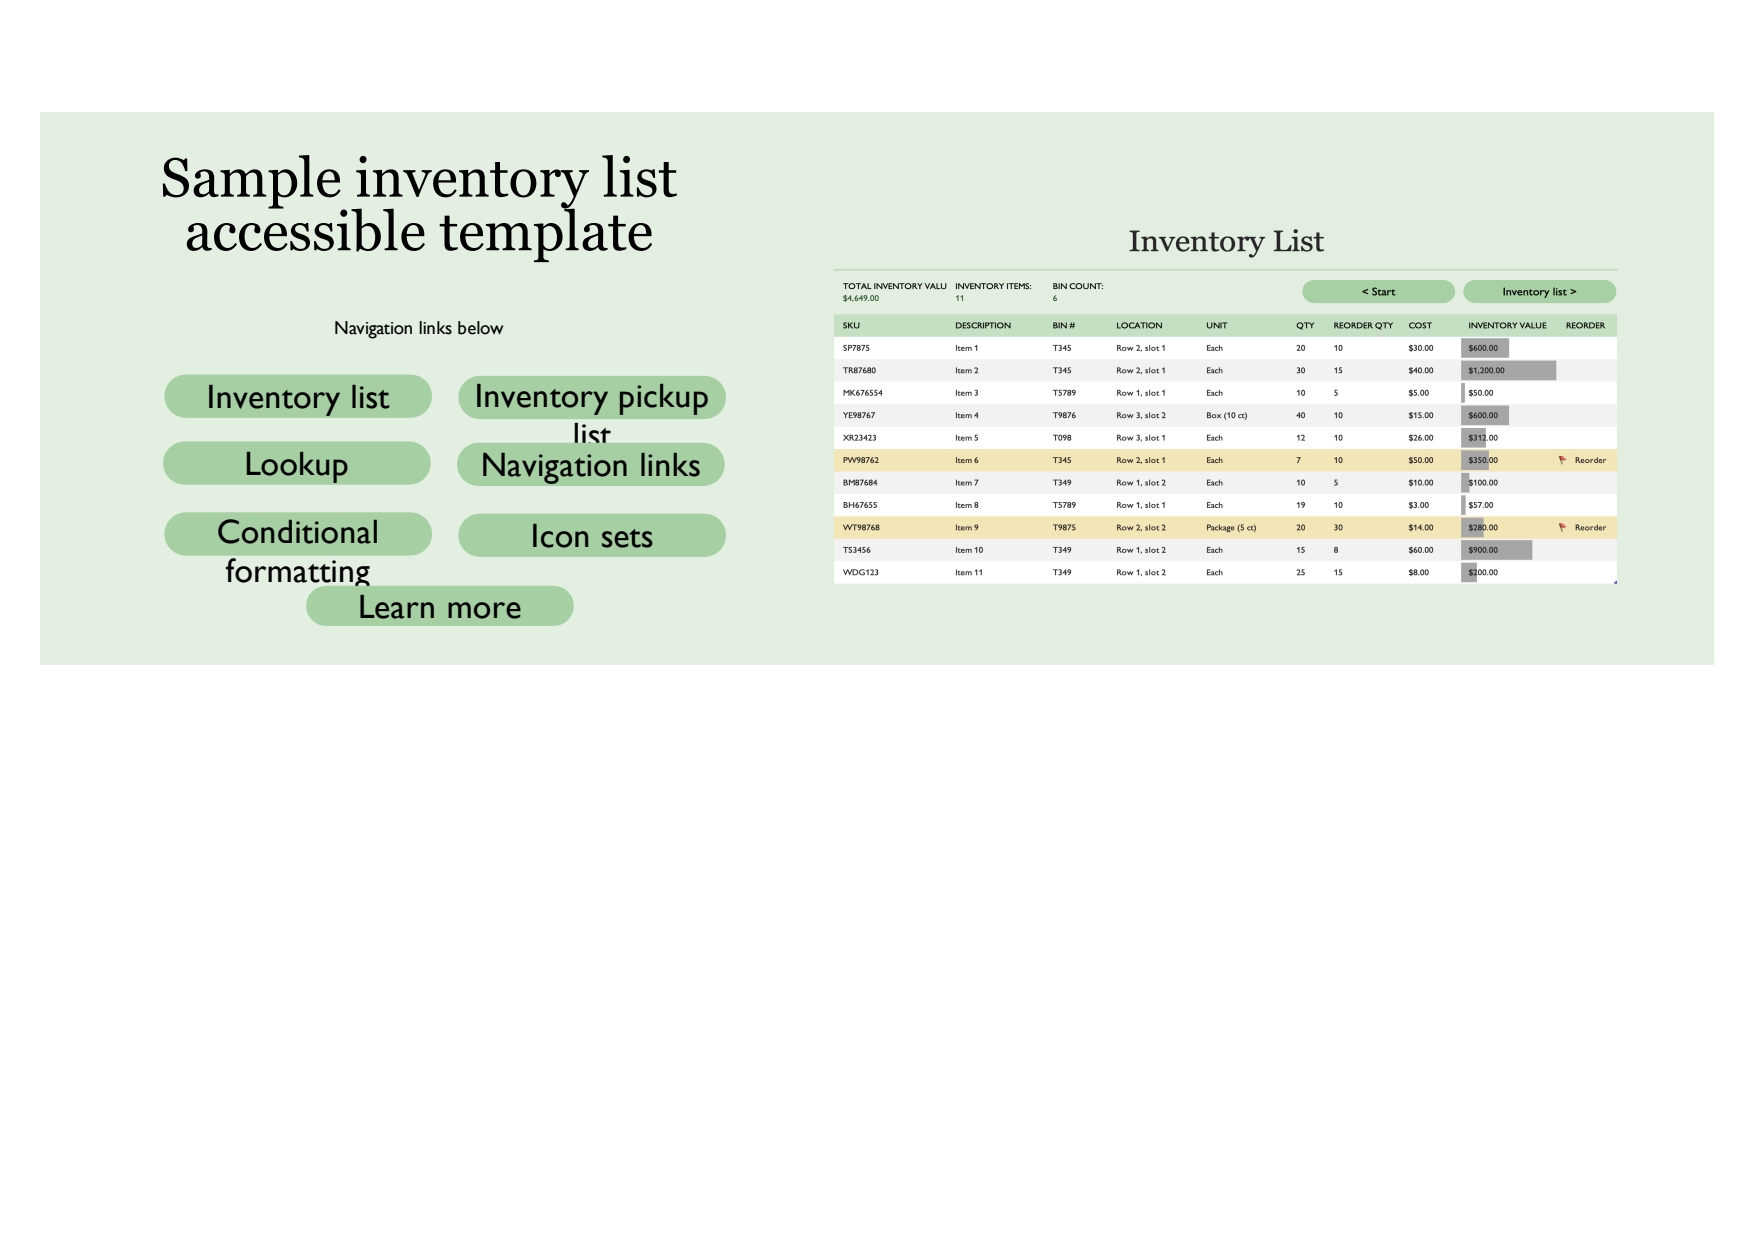 Sample inventory list
accessible template
Navigation links below
Inventory list
Inventory pickup
list
Lookup
Navigation links
Conditional
formatting
Icon sets
Learn more
Inventory List
TOTAL INVENTORY VALU INVENTORY ITEMS: BIN COUNT:
$4,649.00 11 6
< Start Inventory list >
SKU DESCRIPTION BIN # LOCATION UNIT QTY REORDER QTY COST INVENTORY VALUE REORDER
SP7875 Item 1 T345 Row 2, slot 1 Each 20 10 $30.00 $600.00
TR87680 Item 2 T345 Row 2, slot 1 Each 30 15 $40.00 $1,200.00
MK676554 Item 3 T5789 Row 1, slot 1 Each 10 5 $5.00 $50.00
YE98767 Item 4 T9876 Row 3, slot 2 Box (10 ct) 40 10 $15.00 $600.00
XR23423 Item 5 T098 Row 3, slot 1 Each 12 10 $26.00 $312.00
PW98762 Item 6 T345 Row 2, slot 1 Each 7 10 $50.00 $350.00 Reorder
BM87684 Item 7 T349 Row 1, slot 2 Each 10 5 $10.00 $100.00
BH67655 Item 8 T5789 Row 1, slot 1 Each 19 10 $3.00 $57.00
WT98768 Item 9 T9875 Row 2, slot 2 Package (5 ct) 20 30 $14.00 $280.00 Reorder
TS3456 Item 10 T349 Row 1, slot 2 Each 15 8 $60.00 $900.00
WDG123 Item 11 T349 Row 1, slot 2 Each 25 15 $8.00 $200.00